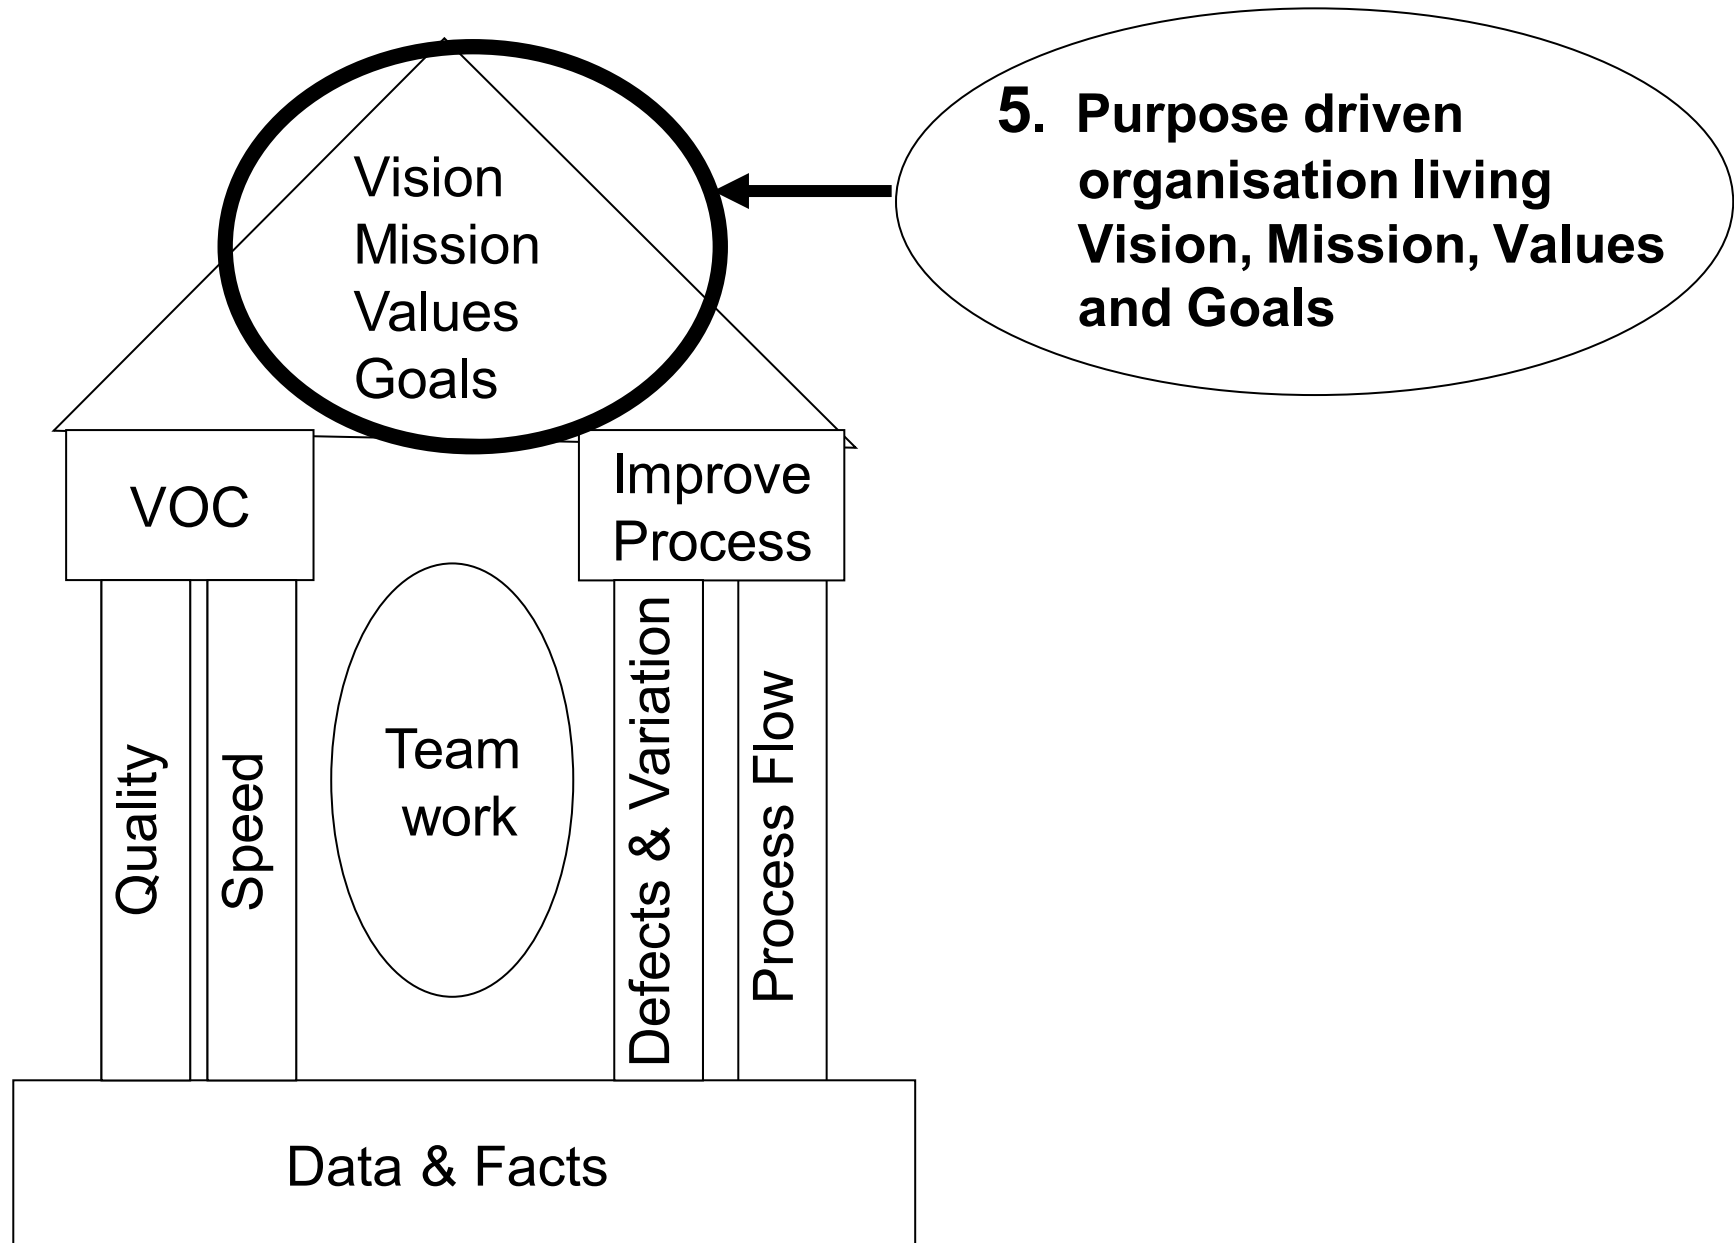 Vision
Mission
Values
Goals
5. Purpose driven
organisation living
Vision, Mission, Values
and Goals
VOC
Improve
Process
Quality
Speed
Team
work
Defects & Variation
Process Flow
Data & Facts